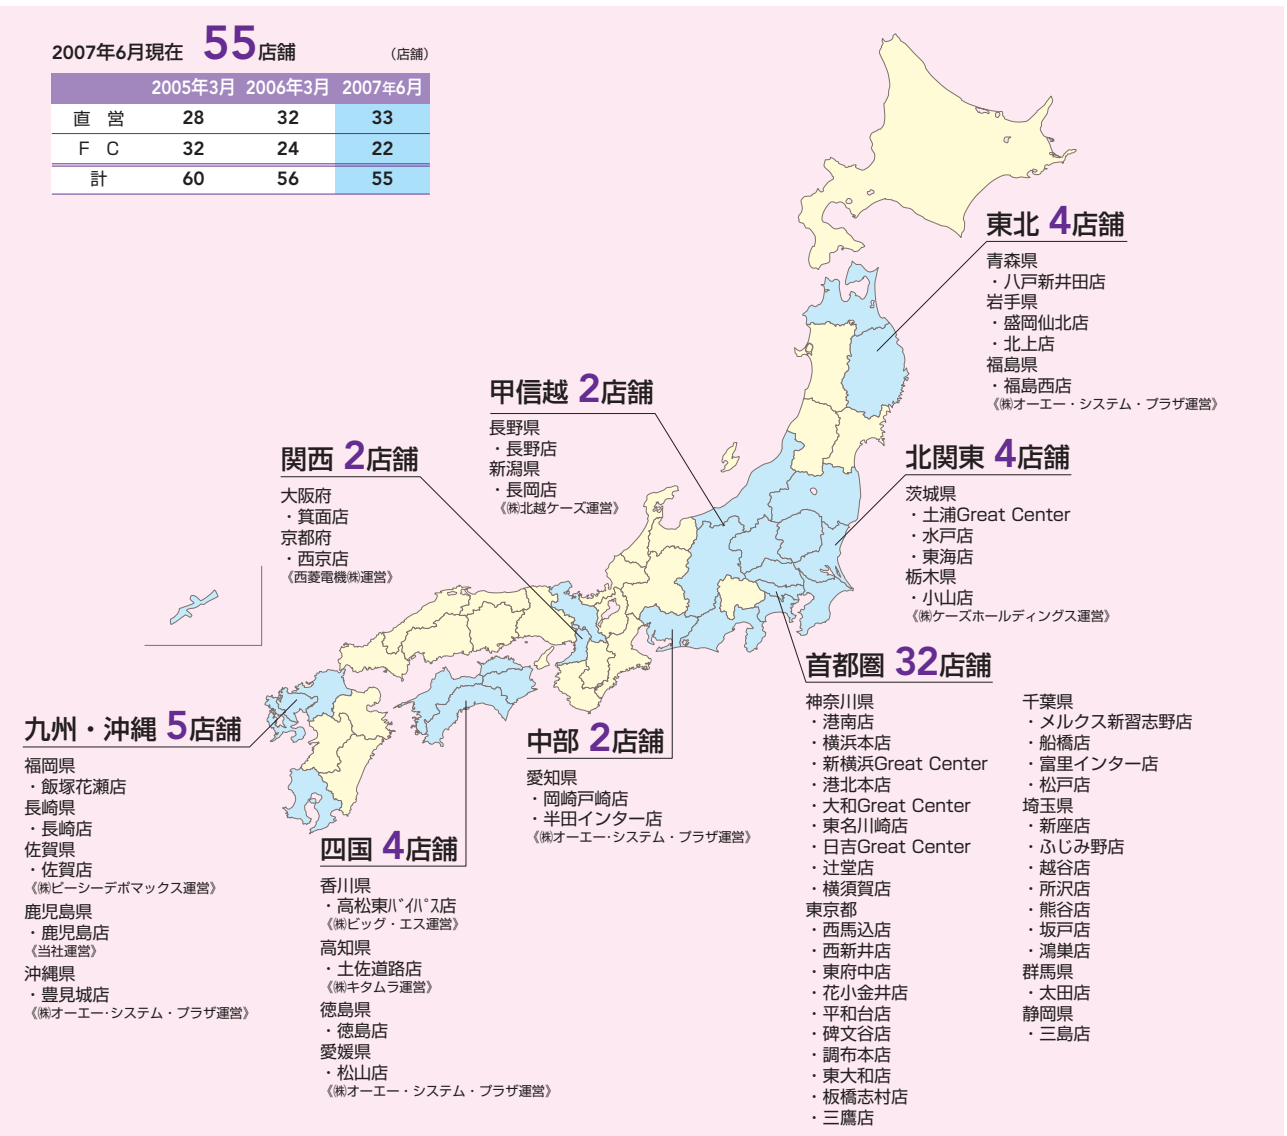 2007年6月現在 55店舗 (店舗)
2005年3月 2006年3月 2007年6月
直 営 28 32 33
F C 32 24 22
計 60 56 55
東北 4店舗
青森県
・八戸新井田店
岩手県
・盛岡仙北店
・北上店
福島県
・福島西店
《㈱オーエー・システム・プラザ運営》
甲信越 2店舗
長野県
・長野店
新潟県
・長岡店
《㈱北越ケーズ運営》
関西 2店舗
大阪府
・箕面店
京都府
・西京店
《西菱電機㈱運営》
北関東 4店舗
茨城県
・土浦Great Center
・水戸店
・東海店
栃木県
・小山店
《㈱ケーズホールディングス運営》
首都圏 32店舗
神奈川県
・港南店
・横浜本店
・新横浜Great Center
・港北本店
・大和Great Center
・東名川崎店
・日吉Great Center
・辻堂店
・横須賀店
東京都
・西馬込店
・西新井店
・東府中店
・花小金井店
・平和台店
・碑文谷店
・調布本店
・東大和店
・板橋志村店
・三鷹店
千葉県
・メルクス新習志野店
・船橋店
・富里インター店
・松戸店
埼玉県
・新座店
・ふじみ野店
・越谷店
・所沢店
・熊谷店
・坂戸店
・鴻巣店
群馬県
・太田店
静岡県
・三島店
中部 2店舗
愛知県
・岡崎戸崎店
・半田インター店
《㈱オーエー・システム・プラザ運営》
四国 4店舗
香川県
・高松東ﾊﾞｲﾊﾟｽ店
《㈱ビッグ・エス運営》
高知県
・土佐道路店
《㈱キタムラ運営》
徳島県
・徳島店
愛媛県
・松山店
《㈱オーエー・システム・プラザ運営》
九州・沖縄 5店舗
福岡県
・飯塚花瀬店
長崎県
・長崎店
佐賀県
・佐賀店
《㈱ピーシーデポマックス運営》
鹿児島県
・鹿児島店
《当社運営》
沖縄県
・豊見城店
《㈱オーエー・システム・プラザ運営》